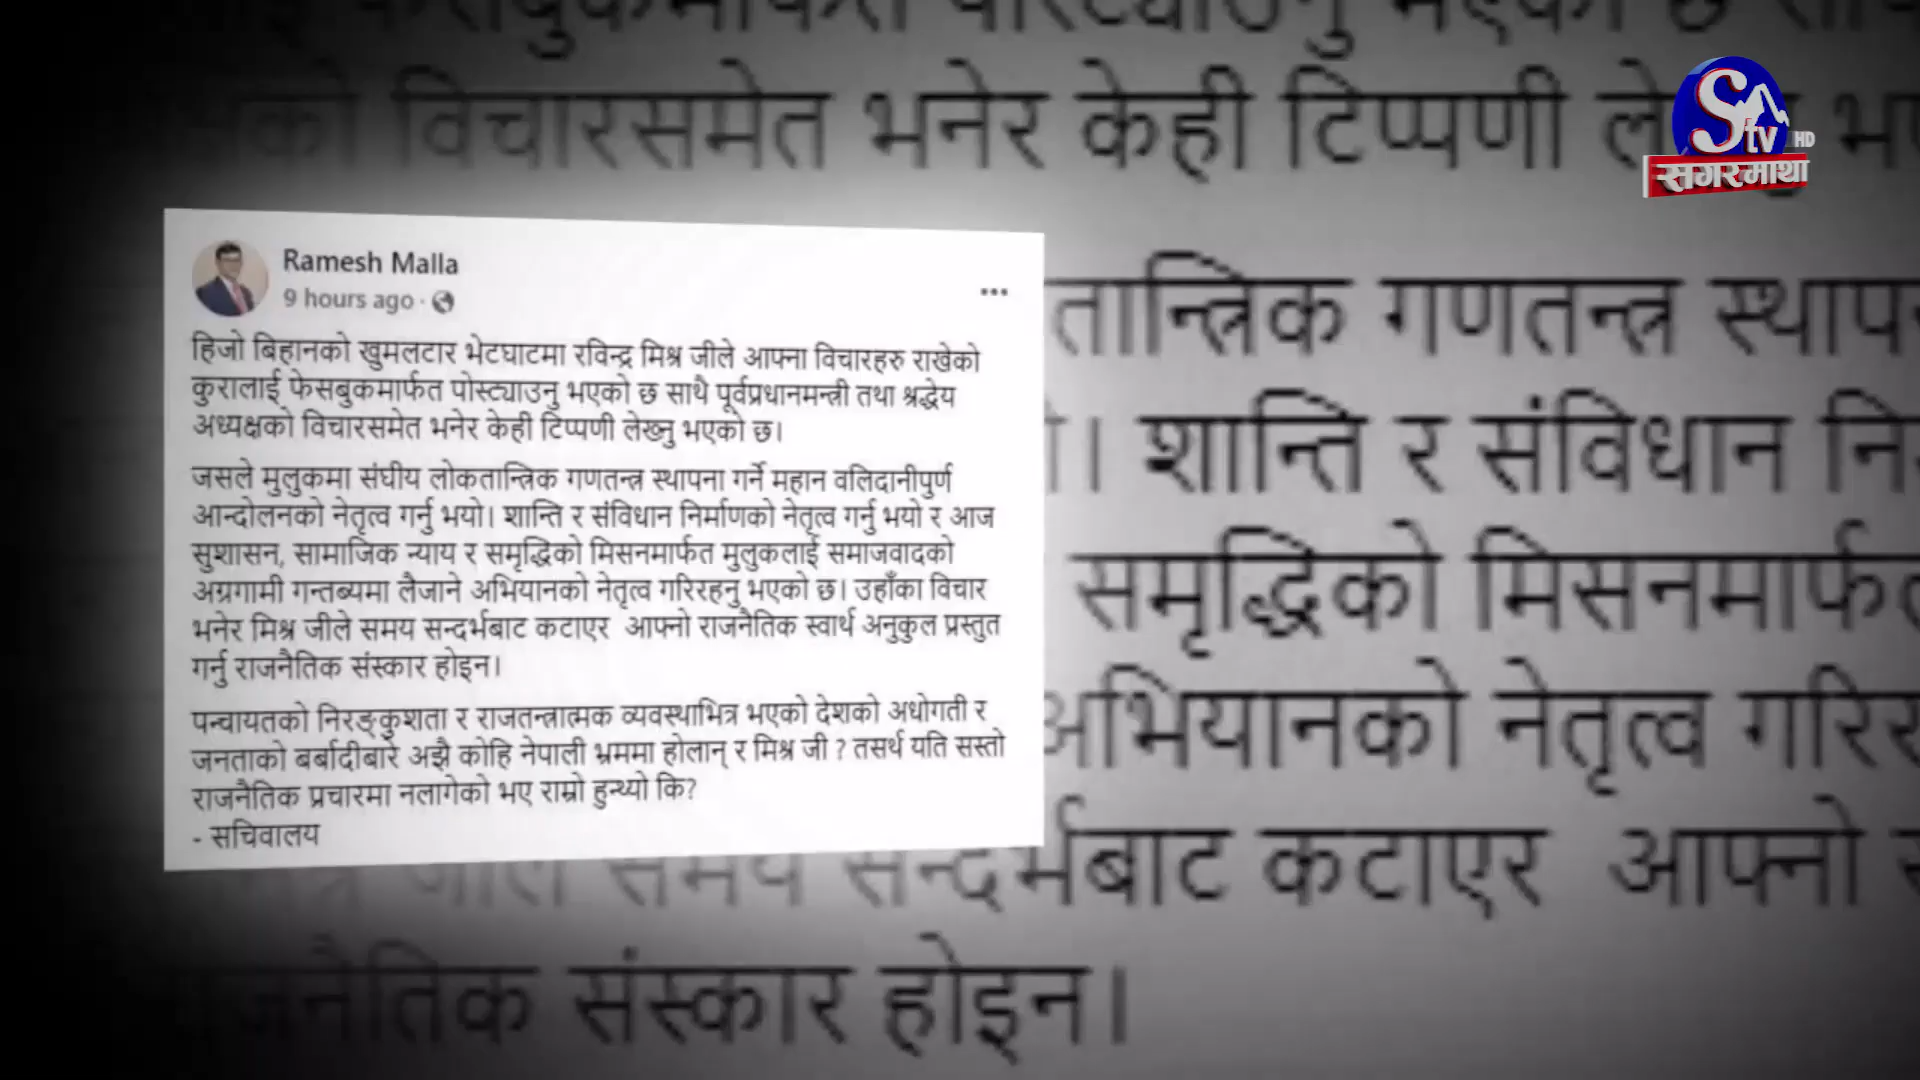 Stv HD
सगरमाथा
Ramesh Malla
9 hours ago ·
हिजो बिहानको खुमलटार भेटघाटमा रविन्द्र मिश्र जीले आफ्ना विचारहरु राखेको
कुरालाई फेसबुकमार्फत पोस्ट्याउनु भएको छ साथै पूर्वप्रधानमन्त्री तथा श्रद्धेय
अध्यक्षको विचारसमेत भनेर केही टिप्पणी लेख्नु भएको छ।
जसले मुलुकमा संघीय लोकतान्त्रिक गणतन्त्र स्थापना गर्ने महान वलिदानीपुर्ण
आन्दोलनको नेतृत्व गर्नु भयो। शान्ति र संविधान निर्माणको नेतृत्व गर्नु भयो र आज
सुशासन, सामाजिक न्याय र समृद्धिको मिसनमार्फत मुलुकलाई समाजवादको
अग्रगामी गन्तब्यमा लैजाने अभियानको नेतृत्व गरिरहनु भएको छ। उहाँका विचार
भनेर मिश्र जीले समय सन्दर्भबाट कटाएर आफ्नो राजनैतिक स्वार्थ अनुकुल प्रस्तुत
गर्नु राजनैतिक संस्कार होइन।
पन्चायतको निरङ्कुशता र राजतन्त्रात्मक व्यवस्थाभित्र भएको देशको अधोगती र
जनताको बर्बादीबारे अझै कोहि नेपाली भ्रममा होलान् र मिश्र जी ? तसर्थ यति सस्तो
राजनैतिक प्रचारमा नलागेको भए राम्रो हुन्थ्यो कि?
- सचिवालय
विचारसमेत भनेर केही टिप्पणी
तान्त्रिक गणतन्त्र
। शान्ति र संविधान
समृद्धिको मिसनमार्फत
अभियानको नेतृत्व
समय सन्दर्भबाट कटाएर आफ्नो
संस्कार होइन।